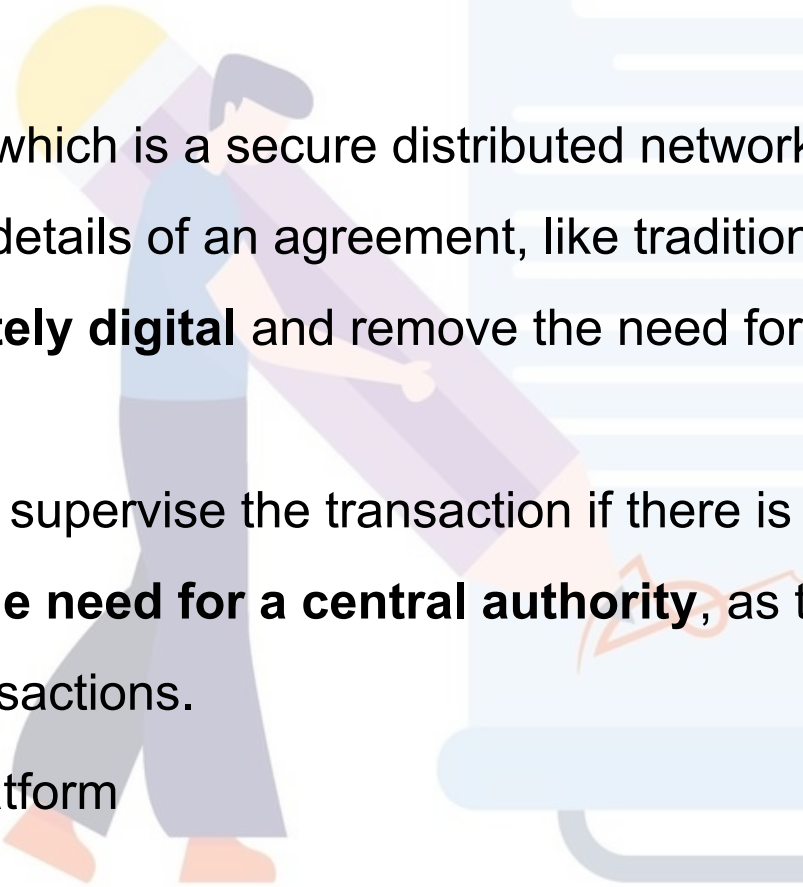 which is a secure distributed network
details of an agreement, like tradition
tely digital and remove the need for
supervise the transaction if there is
e need for a central authority, as t
sactions.
atform